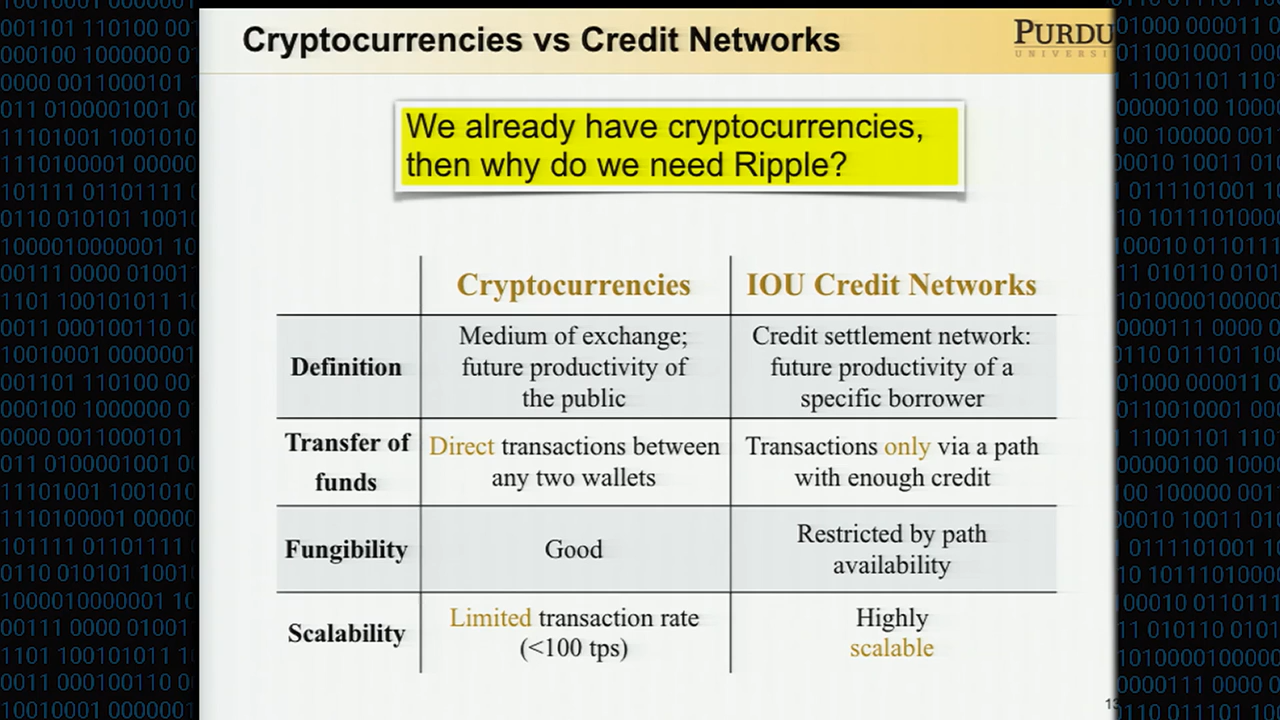 Cryptocurrencies vs Credit Networks
PURDU
UNIVERSI
We already have cryptocurrencies,
then why do we need Ripple?
Cryptocurrencies
IOU Credit Networks
Definition
Medium of exchange;
future productivity of
the public
Credit settlement network:
future productivity of a
specific borrower
Transfer of
funds
Direct transactions between
any two wallets
Transactions only via a path
with enough credit
Fungibility
Good
Restricted by path
availability
Scalability
Limited transaction rate
(<100 tps)
Highly
scalable